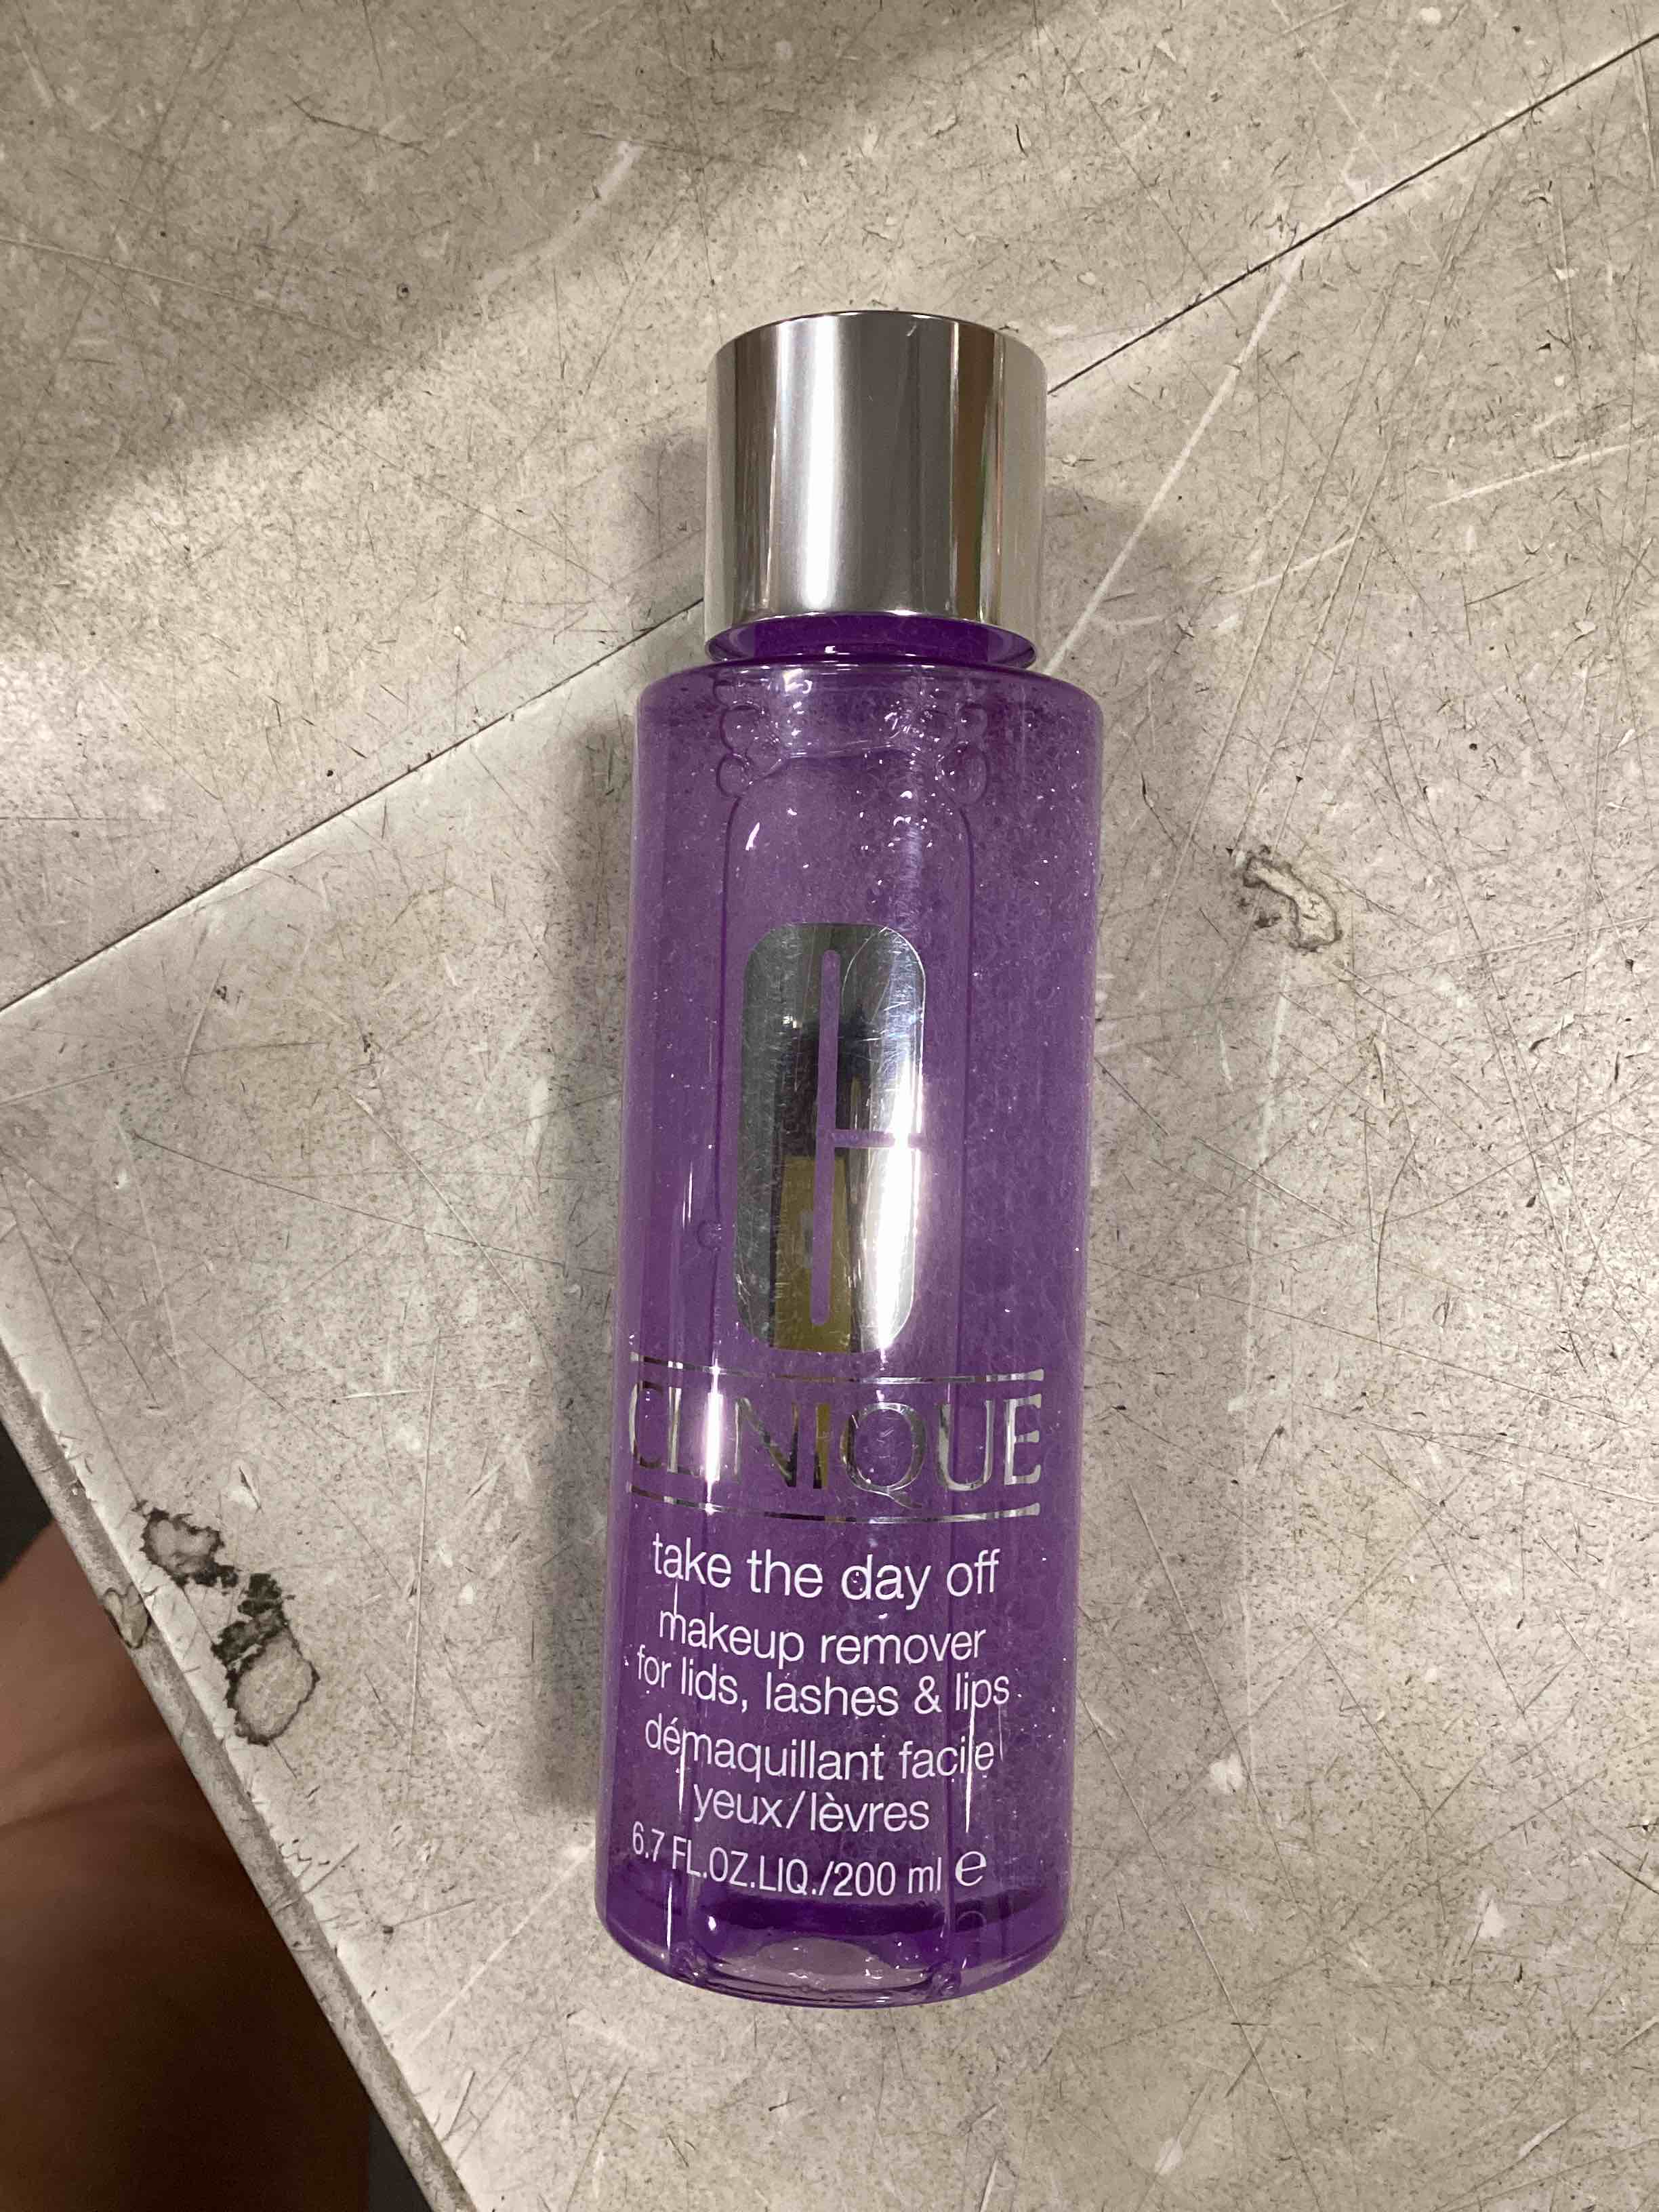 CLINIQUE
take the day off
makeup remover
for lids, lashes & lips
démaquillant facile
yeux/lèvres
6.7 FL.OZ.LIQ./200 ml e